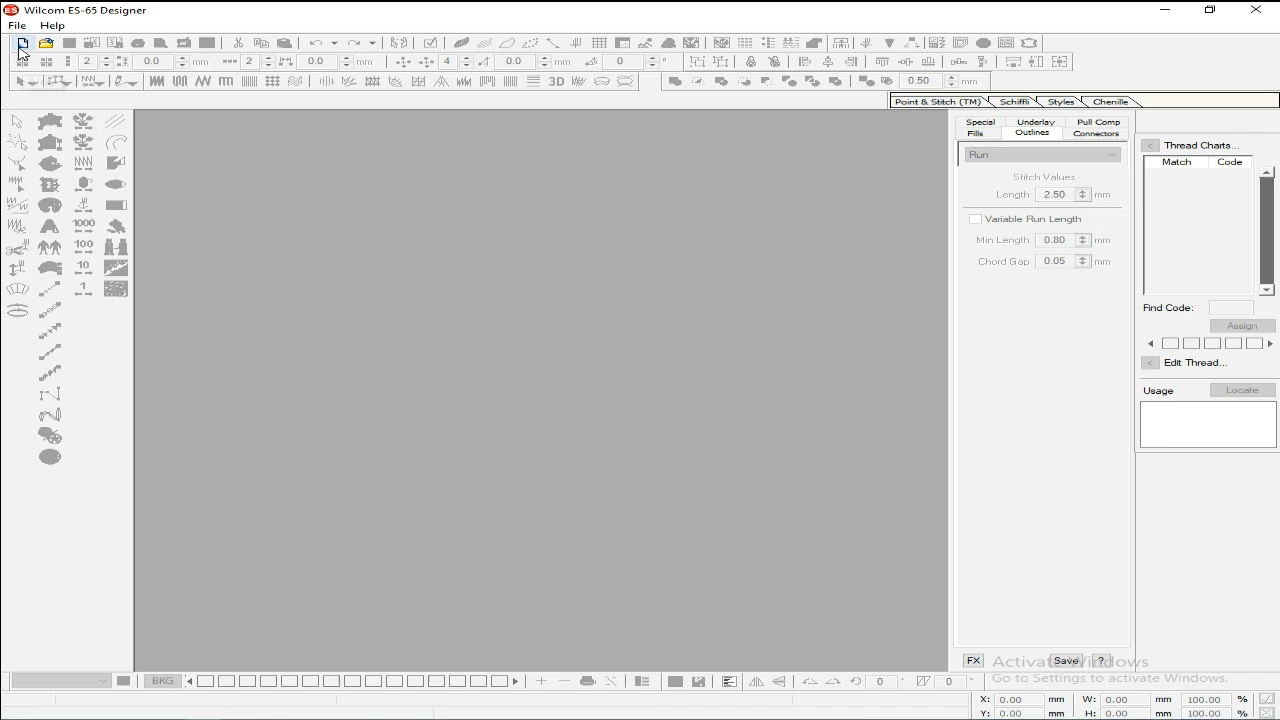 ES Wilcom ES-65 Designer
File Help
2 0.0 mm 2 0.0 mm 4 0.0 mm 0 °
3D 0.50 mm
Point & Stitch (TM) Schiffli Styles Chenille
Special Underlay Pull Comp
Fills Outlines Connectors
Run
Stitch Values
Length 2.50 mm
Variable Run Length
Min Length 0.80 mm
Chord Gap 0.05 mm
< Thread Charts...
Match Code
Find Code:
Assign
< Edit Thread...
Usage Locate
1000
100
10
1
FX Save ?
Activate Windows
Go to Settings to activate Windows.
BKG 0 ° 0 °
X: 0.00 mm W: 0.00 mm 100.00 %
Y: 0.00 mm H: 0.00 mm 100.00 %